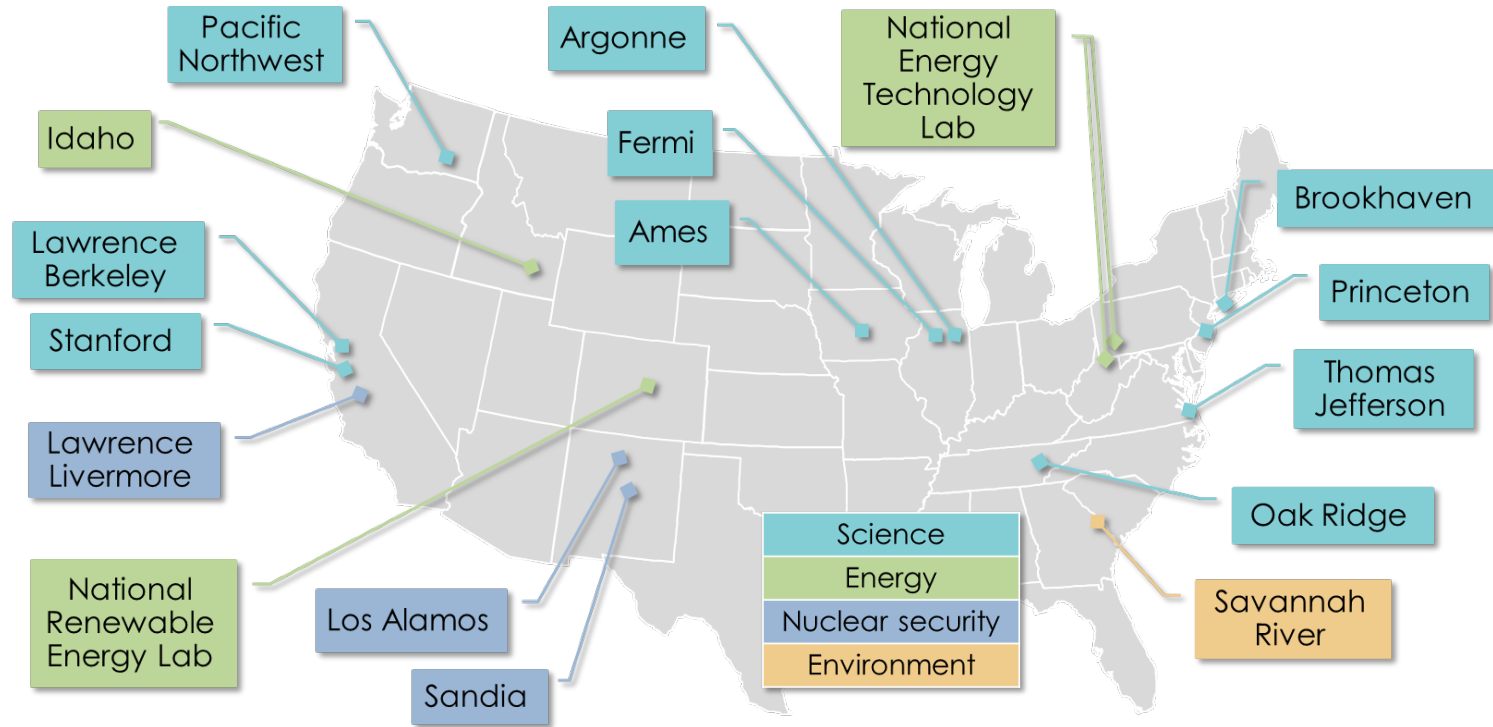 Pacific
Northwest
Argonne
National
Energy
Technology
Lab
Idaho
Fermi
Ames
Brookhaven
Lawrence
Berkeley
Princeton
Stanford
Thomas
Jefferson
Lawrence
Livermore
Oak Ridge
Science
Energy
Nuclear security
Environment
National
Renewable
Energy Lab
Los Alamos
Sandia
Savannah
River